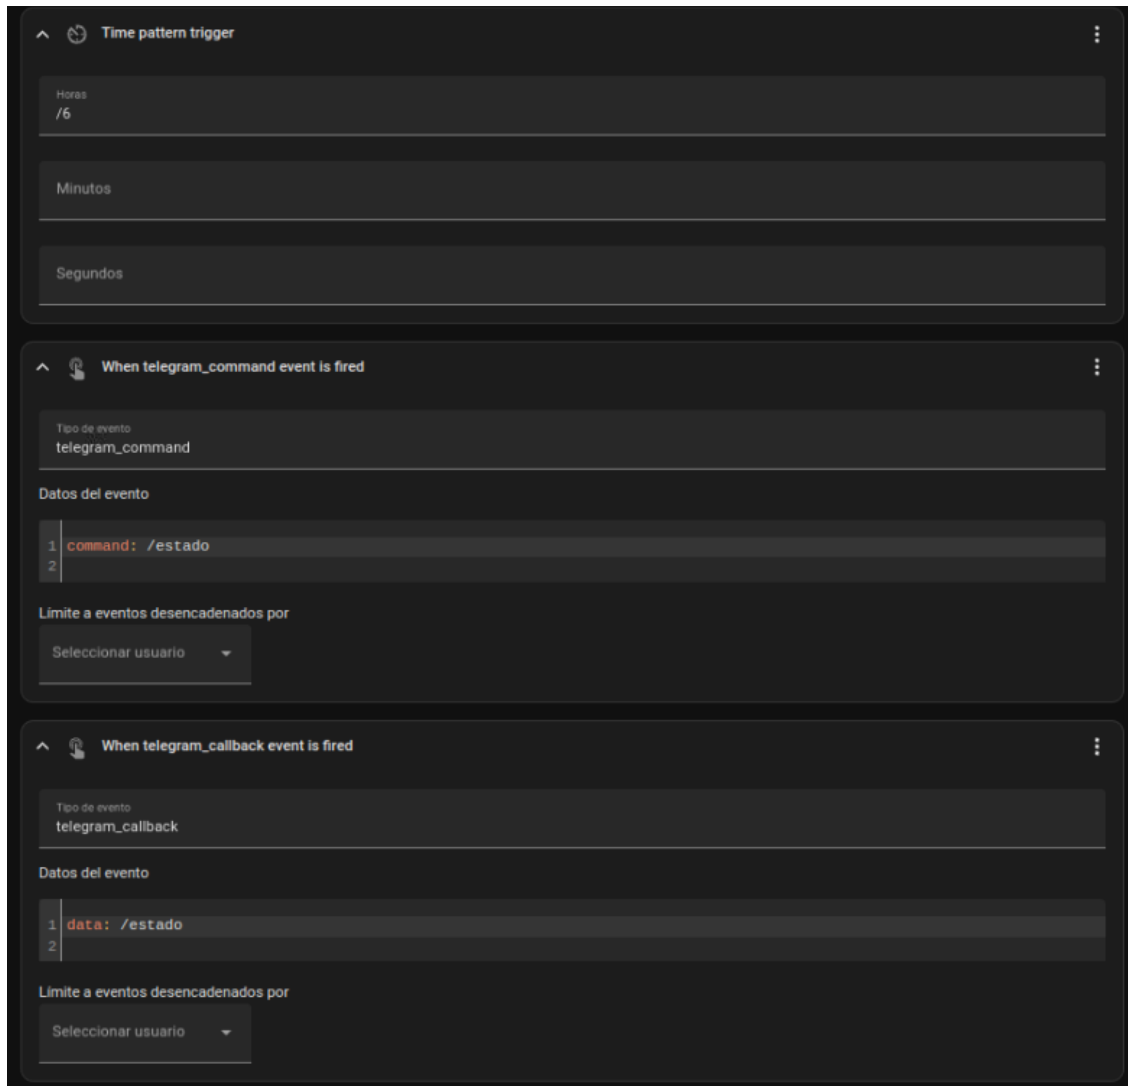 Time pattern trigger
Horas
/6
Minutos
Segundos
When telegram_command event is fired
Tipo de evento
telegram_command
Datos del evento
1 command: /estado
2
Límite a eventos desencadenados por
Seleccionar usuario
When telegram_callback event is fired
Tipo de evento
telegram_callback
Datos del evento
1 data: /estado
2
Límite a eventos desencadenados por
Seleccionar usuario